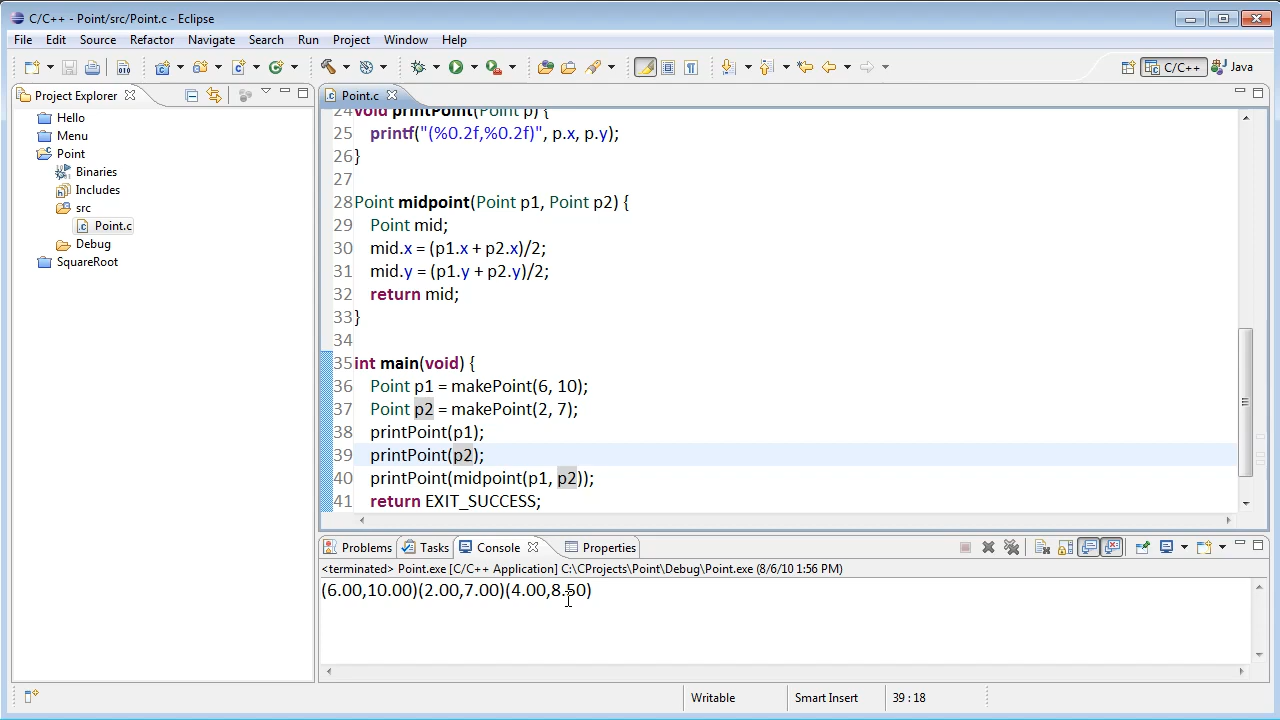 C/C++ - Point/src/Point.c - Eclipse
File Edit Source Refactor Navigate Search Run Project Window Help
C/C++ Java
Project Explorer
Hello
Menu
Point
Binaries
Includes
src
Point.c
Debug
SquareRoot
Point.c
24 void printPoint(Point p) {
25 printf("(%0.2f,%0.2f)", p.x, p.y);
26 }
27
28 Point midpoint(Point p1, Point p2) {
29 Point mid;
30 mid.x = (p1.x + p2.x)/2;
31 mid.y = (p1.y + p2.y)/2;
32 return mid;
33 }
34
35 int main(void) {
36 Point p1 = makePoint(6, 10);
37 Point p2 = makePoint(2, 7);
38 printPoint(p1);
39 printPoint(p2);
40 printPoint(midpoint(p1, p2));
41 return EXIT_SUCCESS;
Problems Tasks Console Properties
<terminated> Point.exe [C/C++ Application] C:\CProjects\Point\Debug\Point.exe (8/6/10 1:56 PM)
(6.00,10.00)(2.00,7.00)(4.00,8.50)
Writable Smart Insert 39 : 18